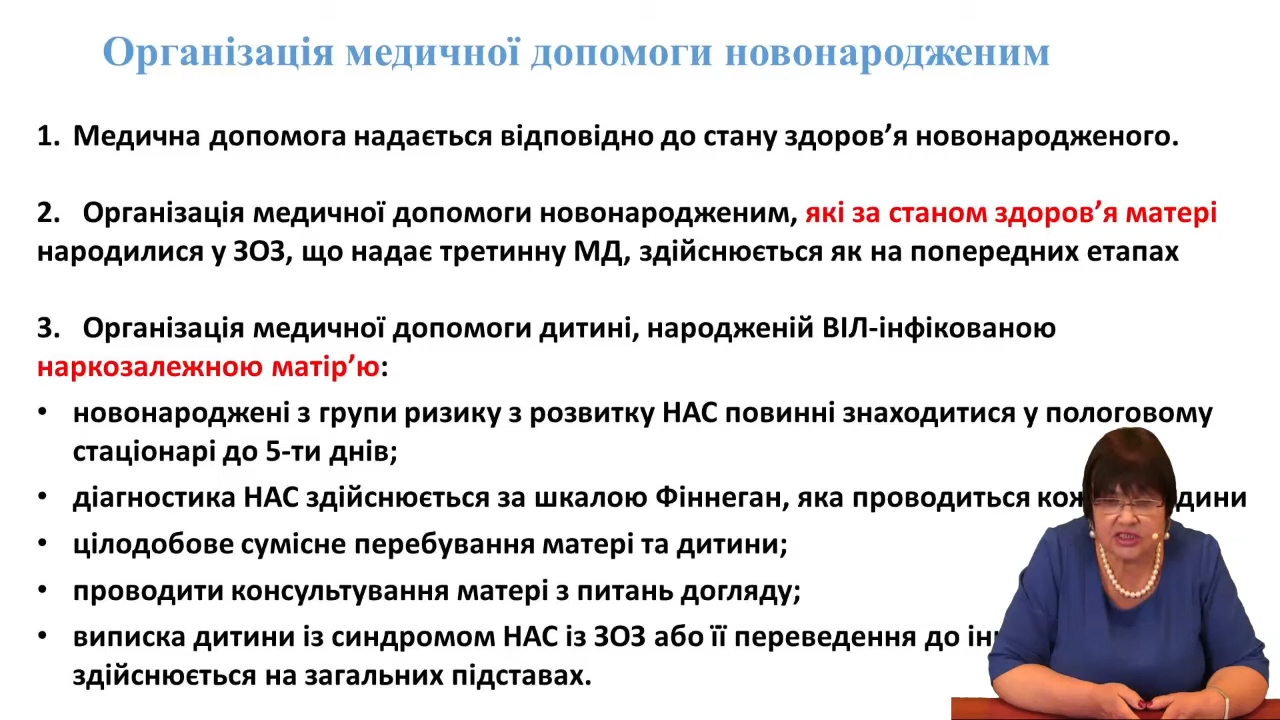 Організація медичної допомоги новонародженим
1. Медична допомога надається відповідно до стану здоров’я новонародженого.
2. Організація медичної допомоги новонародженим, які за станом здоров’я матері
народилися у ЗОЗ, що надає третинну МД, здійснюється як на попередних етапах
3. Організація медичної допомоги дитині, народженій ВІЛ-інфікованою
наркозалежною матір’ю:
• новонароджені з групи ризику з розвитку НАС повинні знаходитися у пологовому
стаціонарі до 5-ти днів;
• діагностика НАС здійснюється за шкалою Фіннеган, яка проводиться
• цілодобове сумісне перебування матері та дитини;
• проводити консультування матері з питань догляду;
• виписка дитини із синдромом НАС із ЗОЗ або її переведення до
здійснюється на загальних підставах.